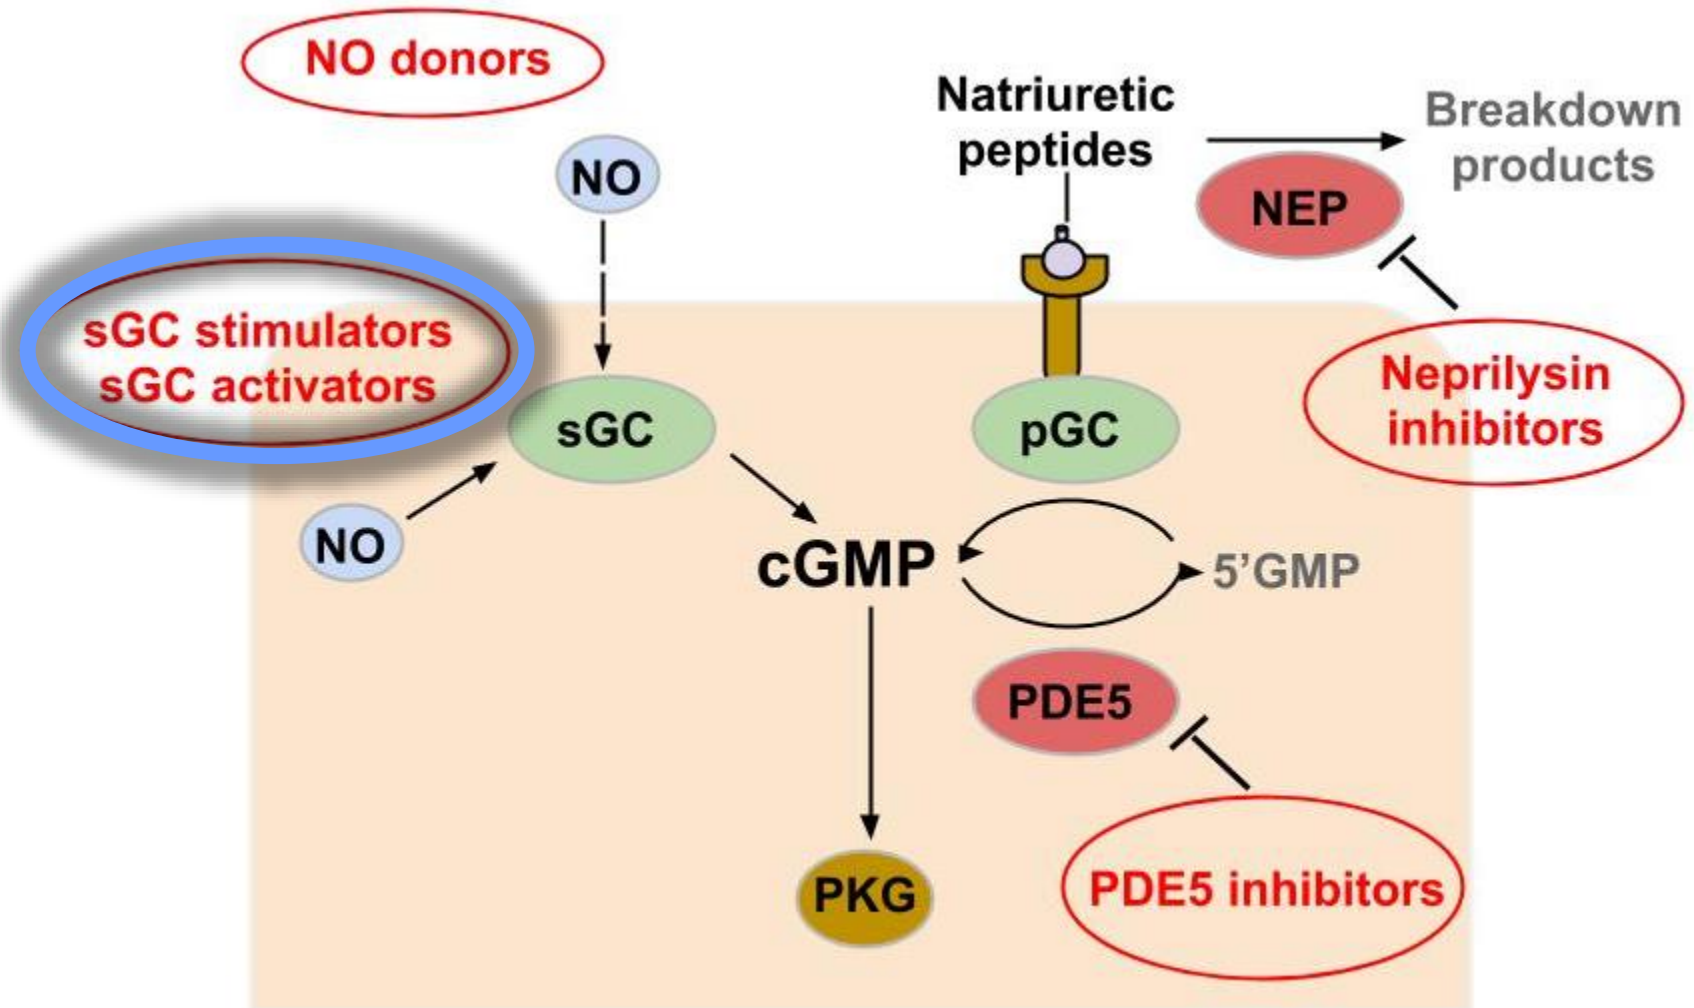 NO donors
Natriuretic
peptides
Breakdown
products
NO
NEP
sGC stimulators
sGC activators
sGC
pGC
Neprilysin
inhibitors
NO
cGMP
5’GMP
PDE5
PKG
PDE5 inhibitors